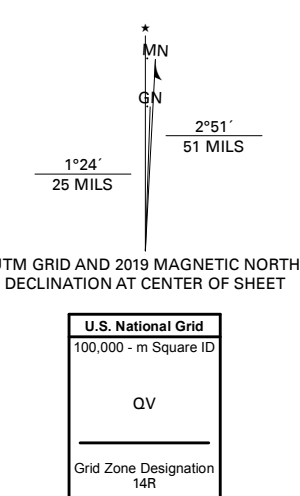 ★
MN
GN
2°51´
51 MILS
1°24´
25 MILS
UTM GRID AND 2019 MAGNETIC NORTH
DECLINATION AT CENTER OF SHEET
U.S. National Grid
100,000 - m Square ID
QV
Grid Zone Designation
14R